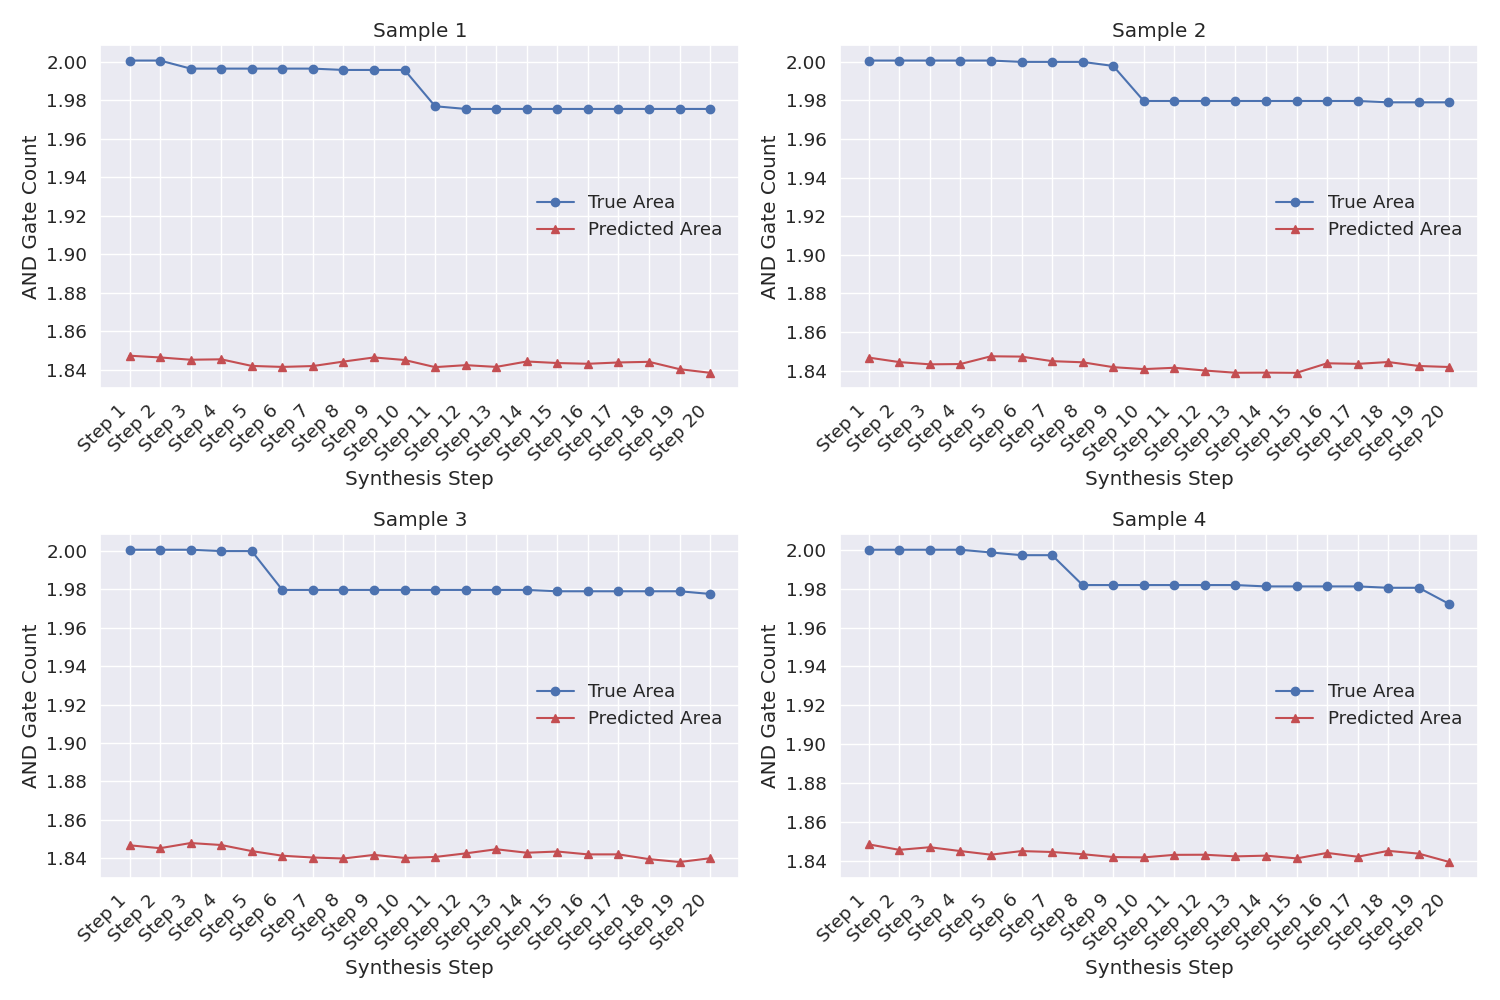 Sample 1
AND Gate Count
2.00
1.98
1.96
1.94
1.92
1.90
1.88
1.86
1.84
True Area
Predicted Area
Step 1
Step 2
Step 3
Step 4
Step 5
Step 6
Step 7
Step 8
Step 9
Step 10
Step 11
Step 12
Step 13
Step 14
Step 15
Step 16
Step 17
Step 18
Step 19
Step 20
Synthesis Step
Sample 2
AND Gate Count
2.00
1.98
1.96
1.94
1.92
1.90
1.88
1.86
1.84
True Area
Predicted Area
Step 1
Step 2
Step 3
Step 4
Step 5
Step 6
Step 7
Step 8
Step 9
Step 10
Step 11
Step 12
Step 13
Step 14
Step 15
Step 16
Step 17
Step 18
Step 19
Step 20
Synthesis Step
Sample 3
AND Gate Count
2.00
1.98
1.96
1.94
1.92
1.90
1.88
1.86
1.84
True Area
Predicted Area
Step 1
Step 2
Step 3
Step 4
Step 5
Step 6
Step 7
Step 8
Step 9
Step 10
Step 11
Step 12
Step 13
Step 14
Step 15
Step 16
Step 17
Step 18
Step 19
Step 20
Synthesis Step
Sample 4
AND Gate Count
2.00
1.98
1.96
1.94
1.92
1.90
1.88
1.86
1.84
True Area
Predicted Area
Step 1
Step 2
Step 3
Step 4
Step 5
Step 6
Step 7
Step 8
Step 9
Step 10
Step 11
Step 12
Step 13
Step 14
Step 15
Step 16
Step 17
Step 18
Step 19
Step 20
Synthesis Step